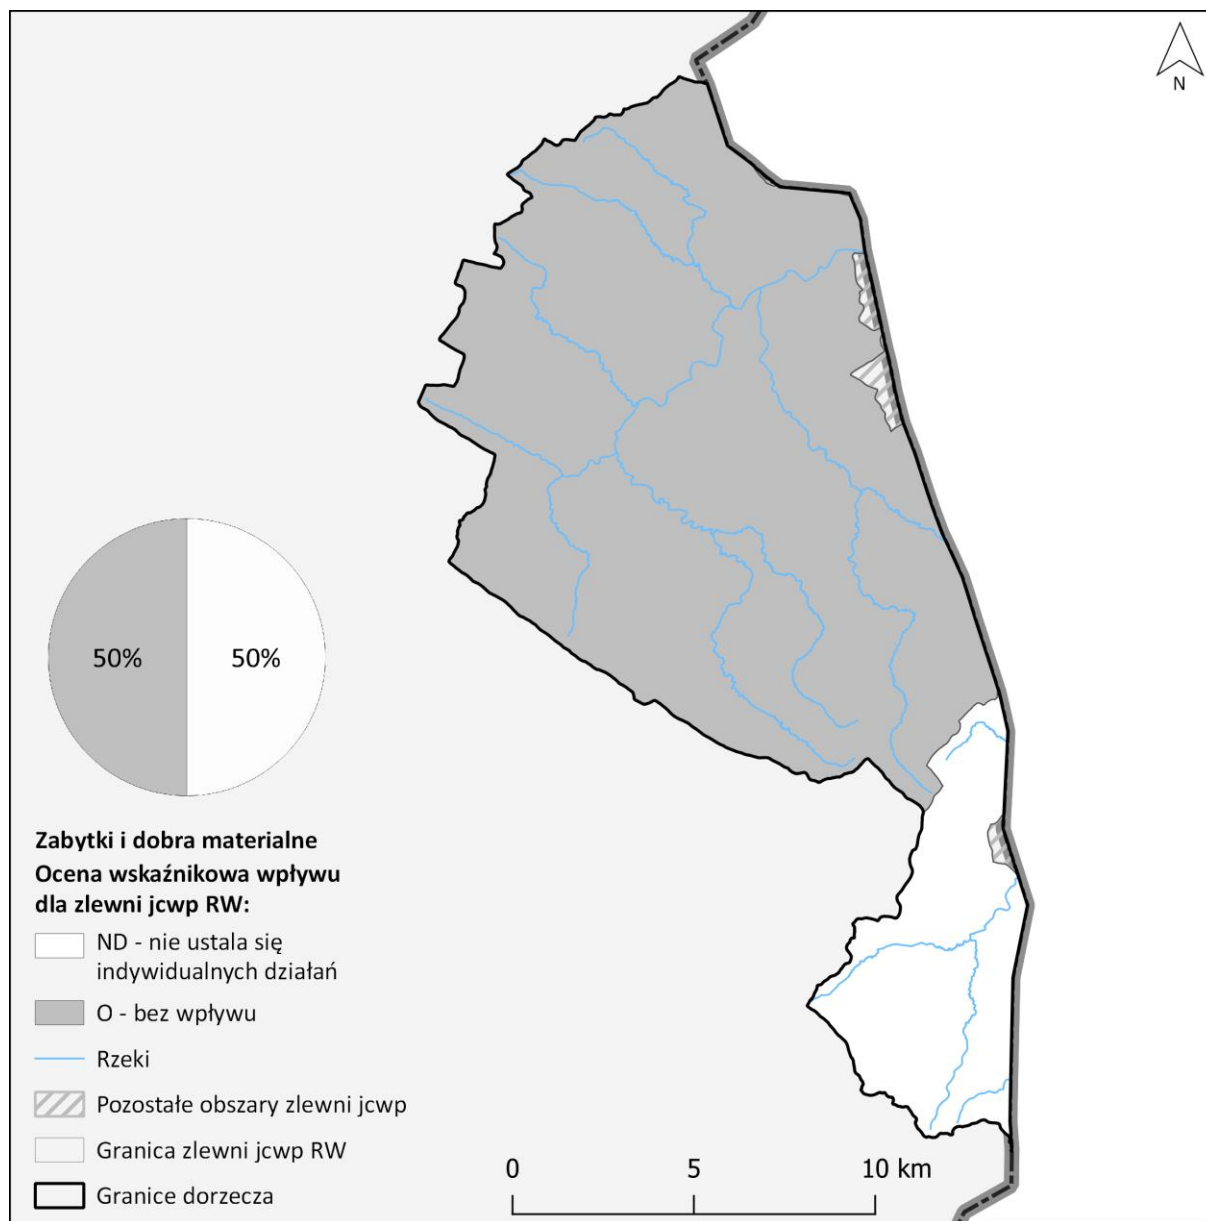 N
50%
50%
Zabytki i dobra materialne
Ocena wskaźnikowa wpływu
dla zlewni jcwp RW:
ND - nie ustala się
indywidualnych działań
O - bez wpływu
Rzeki
Pozostałe obszary zlewni jcwp
Granica zlewni jcwp RW
Granice dorzecza
0 5 10 km